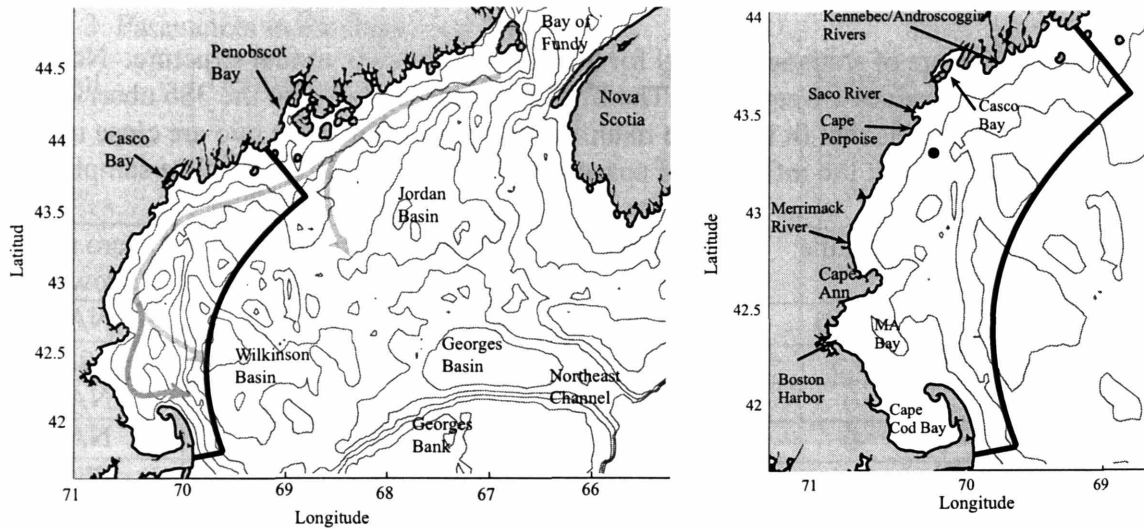 Bay of
Fundy
Penobscot
Bay
Nova
Scotia
Casco
Bay
Jordan
Basin
Wilkinson
Basin
Georges
Basin
Northeast
Channel
Georges
Bank
44.5
44
43.5
43
42.5
42
Latitud
71
70
69
68
67
66
Longitude
Kennebec/Androscoggin
Rivers
Saco River
Cape
Porpoise
Casco
Bay
Merrimack
River
Cape
Ann
MA
Bay
Boston
Harbor
Cape
Cod Bay
44
43.5
43
42.5
42
Latitud
71
70
69
Longitude